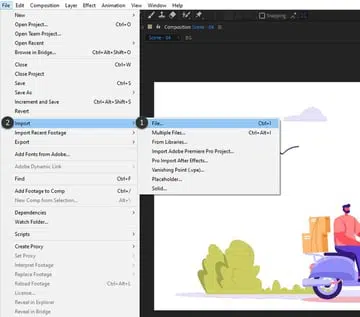 File Edit Composition Layer Effect Animation View Window Help
New
Open Project... Ctrl+O
Open Team Project...
Open Recent
Browse in Bridge... Ctrl+Alt+Shift+O
Close Ctrl+W
Close Project
Save Ctrl+S
Save As
Increment and Save Ctrl+Alt+Shift+S
Revert
2 Import
Import Recent Footage
Export
Add Fonts from Adobe...
Adobe Dynamic Link
Find Ctrl+F
Add Footage to Comp Ctrl+/
New Comp from Selection... Alt+\
Dependencies
Watch Folder...
Scripts
Create Proxy
Set Proxy
Interpret Footage
Replace Footage
Reload Footage Ctrl+Alt+L
License...
Reveal in Explorer
Reveal in Bridge
Snapping
Composition Scene - 04
Scene - 04 BG
1 File... Ctrl+I
Multiple Files... Ctrl+Alt+I
From Libraries...
Import Adobe Premiere Pro Project...
Pro Import After Effects...
Vanishing Point (.vpe)...
Placeholder...
Solid...